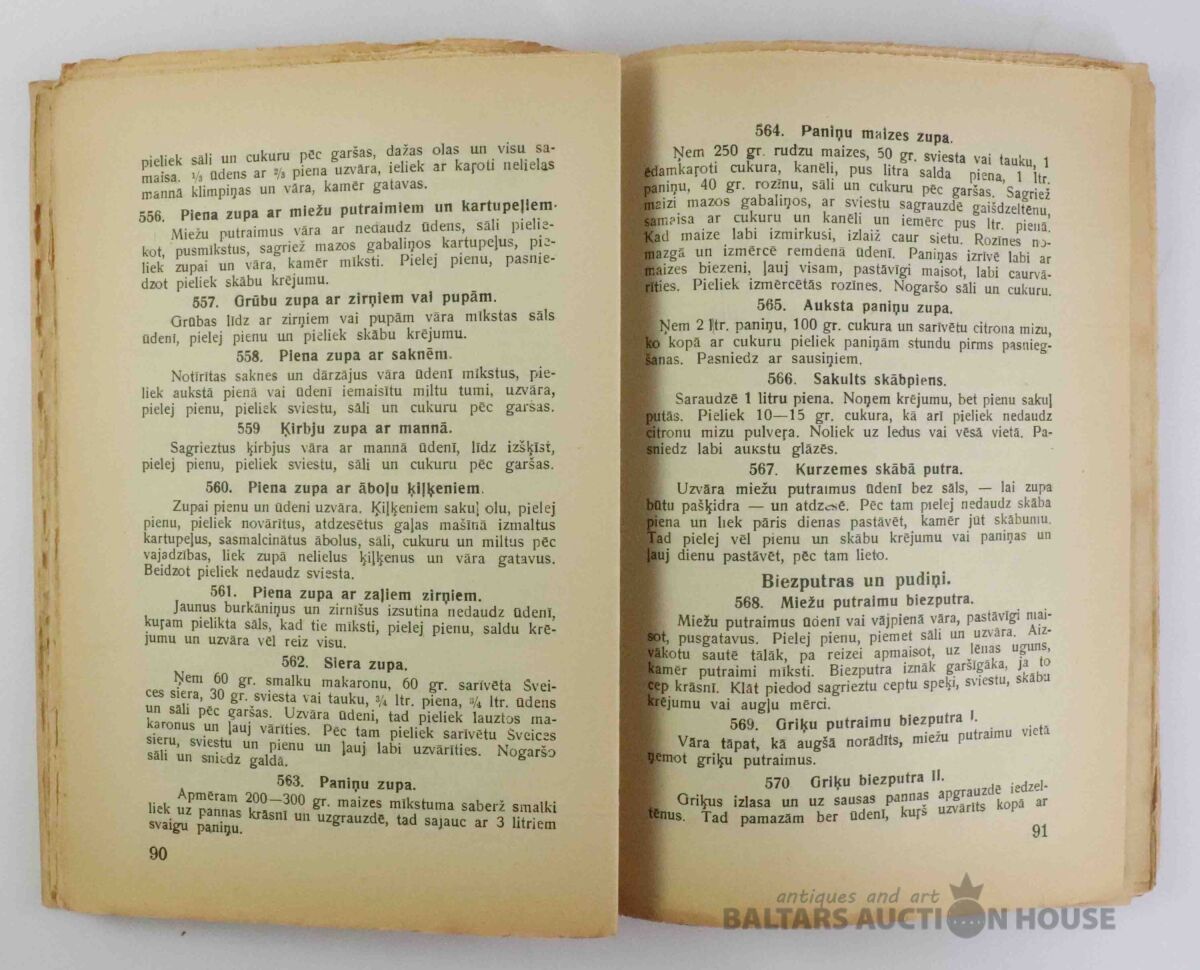 pieliek sāli un cukuru pēc garšas, dažas olas un visu sa-
maisa. ⅓ ūdens ar ⅔ piena uzvāra, ieliek ar kaŗoti nelielas
mannā klimpiņas un vāra, kamēr gatavas.
556. Piena zupa ar miežu putraimiem un kartupeļiem.
Miežu putraimus vāra ar nedaudz ūdens, sāli pielie-
kot, pusmīkstus, sagriež mazos gabaliņos kartupeļus, pie-
liek zupai un vāra, kamēr mīksti. Pielej pienu, pasnie-
dzot pieliek skābu krējumu.
557. Grūbu zupa ar zirņiem vai pupām.
Grūbas līdz ar zirņiem vai pupām vāra mīkstas sāls
ūdenī, pielej pienu un pieliek skābu krējumu.
558. Piena zupa ar saknēm.
Notīrītas saknes un dārzājus vāra ūdenī mīkstus, pie-
liek aukstā pienā vai ūdenī iemaisītu miltu tumi, uzvāra,
pielej pienu, pieliek sviestu, sāli un cukuru pēc garšas.
559 Ķirbju zupa ar mannā.
Sagrieztus ķirbjus vāra ar mannā ūdenī, līdz izšķīst,
pielej pienu, pieliek sviestu, sāli un cukuru pēc garšas.
560. Piena zupa ar āboļu ķiļķeniem.
Zupai pienu un ūdeni uzvāra. Ķiļķeniem sakuļ olu, pielej
pienu, pieliek novārītus, atdzesētus gaļas mašīnā izmaltus
kartupeļus, sasmalcinātus ābolus, sāli, cukuru un miltus pēc
vajadzības, liek zupā nelielus ķiļķenus un vāra gatavus.
Beidzot pieliek nedaudz sviesta.
561. Piena zupa ar zaļiem zirņiem.
Jaunus burkāniņus un zirnīšus izsutina nedaudz ūdenī,
kuŗam pielikta sāls, kad tie mīksti, pielej pienu, saldu krē-
jumu un uzvāra vēl reiz visu.
562. Siera zupa.
Ņem 60 gr. smalku makaronu, 60 gr. sarīvēta Švei-
ces siera, 30 gr. sviesta vai tauku, ¾ ltr. piena, ¾ ltr. ūdens
un sāli pēc garšas. Uzvāra ūdeni, tad pieliek lauztos ma-
karonus un ļauj vārīties. Pēc tam pieliek sarīvētu Šveices
sieru, sviestu un pienu un ļauj labi uzvārīties. Nogaršo
sāli un sniedz galdā.
563. Paniņu zupa.
Apmēram 200—300 gr. maizes mīkstuma saberž smalki
liek uz pannas krāsnī un uzgrauzdē, tad sajauc ar 3 litriem
svaigu paniņu.
90
564. Paniņu maizes zupa.
Ņem 250 gr. rudzu maizes, 50 gr. sviesta vai tauku, 1
ēdamkaŗoti cukura, kanēli, pus litra salda piena, 1 ltr.
paniņu, 40 gr. rozīnu, sāli un cukuru pēc garšas. Sagriež
maizi mazos gabaliņos, ar sviestu sagrauzdē gaišdzeltēnu,
samaisa ar cukuru un kanēli un iemērc pus ltr. pienā.
Kad maize labi izmirkusi, izlaiž caur sietu. Rozīnes no-
mazgā un izmērcē remdenā ūdenī. Paniņas izrīvē labi ar
maizes biezeni, ļauj visam, pastāvīgi maisot, labi caurvā-
rīties. Pieliek izmērcētās rozīnes. Nogaršo sāli un cukuru.
565. Auksta paniņu zupa.
Ņem 2 ltr. paniņu, 100 gr. cukura un sarīvētu citrona mizu,
ko kopā ar cukuru pieliek paniņām stundu pirms pasnieg-
šanas. Pasniedz ar sausiņiem.
566. Sakults skābpiens.
Saraudzē 1 litru piena. Noņem krējumu, bet pienu sakuļ
putās. Pieliek 10—15 gr. cukura, kā arī pieliek nedaudz
citronu mizu pulveŗa. Noliek uz ledus vai vēsā vietā. Pa-
sniedz labi aukstu glāzēs.
567. Kurzemes skābā putra.
Uzvāra miežu putraimus ūdenī bez sāls, — lai zupa
būtu pašķidra — un atdzesē. Pēc tam pielej nedaudz skāba
piena un liek pāris dienas pastāvēt, kamēr jūt skābumu.
Tad pielej vēl pienu un skābu krējumu vai paniņas un
ļauj dienu pastāvēt, pēc tam lieto.
Biezputras un pudiņi.
568. Miežu putraimu biezputra.
Miežu putraimus ūdenī vai vājpienā vāra, pastāvīgi mai-
sot, pusgatavus. Pielej pienu, piemet sāli un uzvāra. Aiz-
vākotu sautē tālāk, pa reizei apmaisot, uz lēnas uguns,
kamēr putraimi mīksti. Biezputra iznāk garšīgāka, ja to
cep krāsnī. Klāt piedod sagrieztu ceptu speķi, sviestu, skābu
krējumu vai augļu mērci.
569. Griķu putraimu biezputra I.
Vāra tāpat, kā augšā norādīts, miežu putraimu vietā
ņemot griķu putraimus.
570 Griķu biezputra II.
Griķus izlasa un uz sausas pannas apgrauzdē iedzel-
tēnus. Tad pamazām ber ūdenī, kuŗš uzvārīts kopā ar
91
antiques and art
BALTARS AUCTION HOUSE